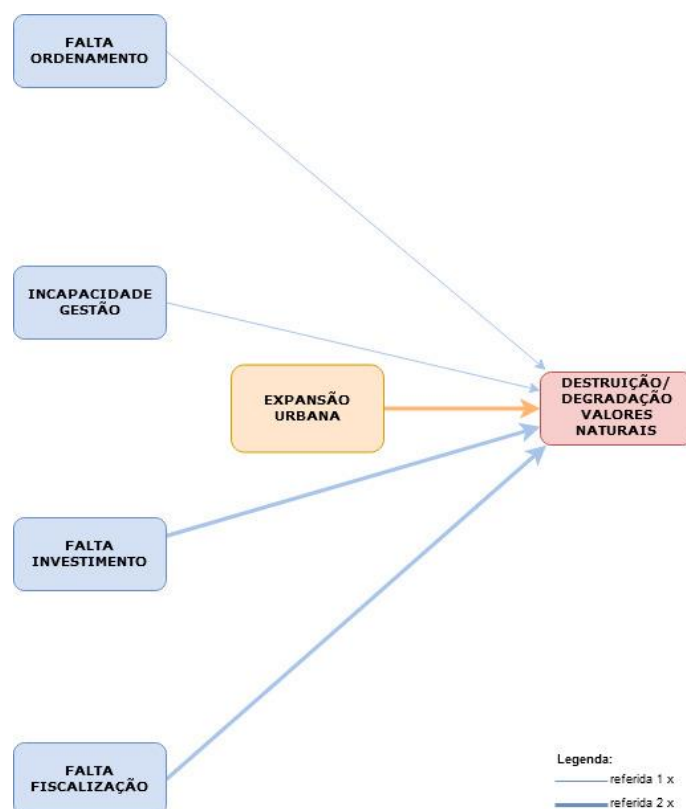 FALTA
ORDENAMENTO
INCAPACIDADE
GESTÃO
EXPANSÃO
URBANA
DESTRUIÇÃO/
DEGRADAÇÃO
VALORES
NATURAIS
FALTA
INVESTIMENTO
FALTA
FISCALIZAÇÃO
Legenda:
referida 1 x
referida 2 x